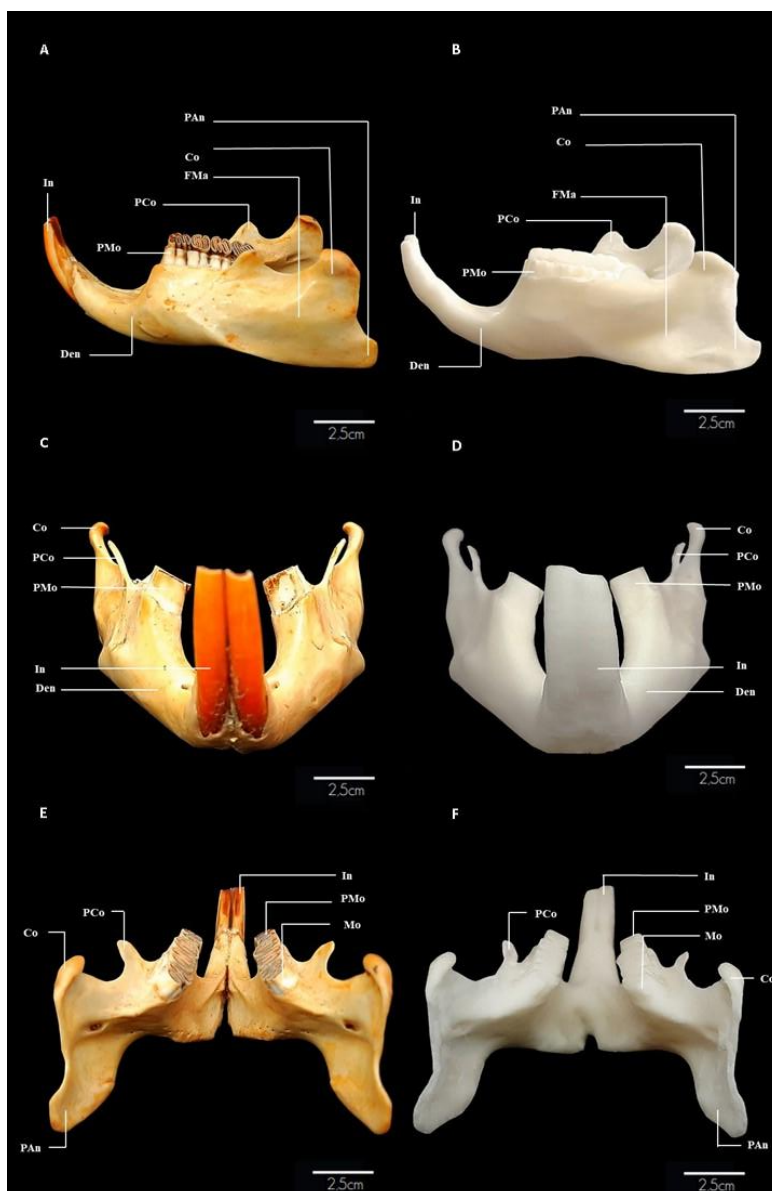 A
B
PAn
PAn
Co
Co
FMa
In
In
FMa
PCo
PCo
PMo
PMo
Den
Den
2,5cm
2,5cm
C
D
Co
Co
PCo
PCo
PMo
PMo
In
In
Den
Den
2,5cm
2,5cm
E
F
In
In
PMo
PMo
PCo
PCo
Mo
Mo
Co
Co
PAn
PAn
2,5cm
2,5cm